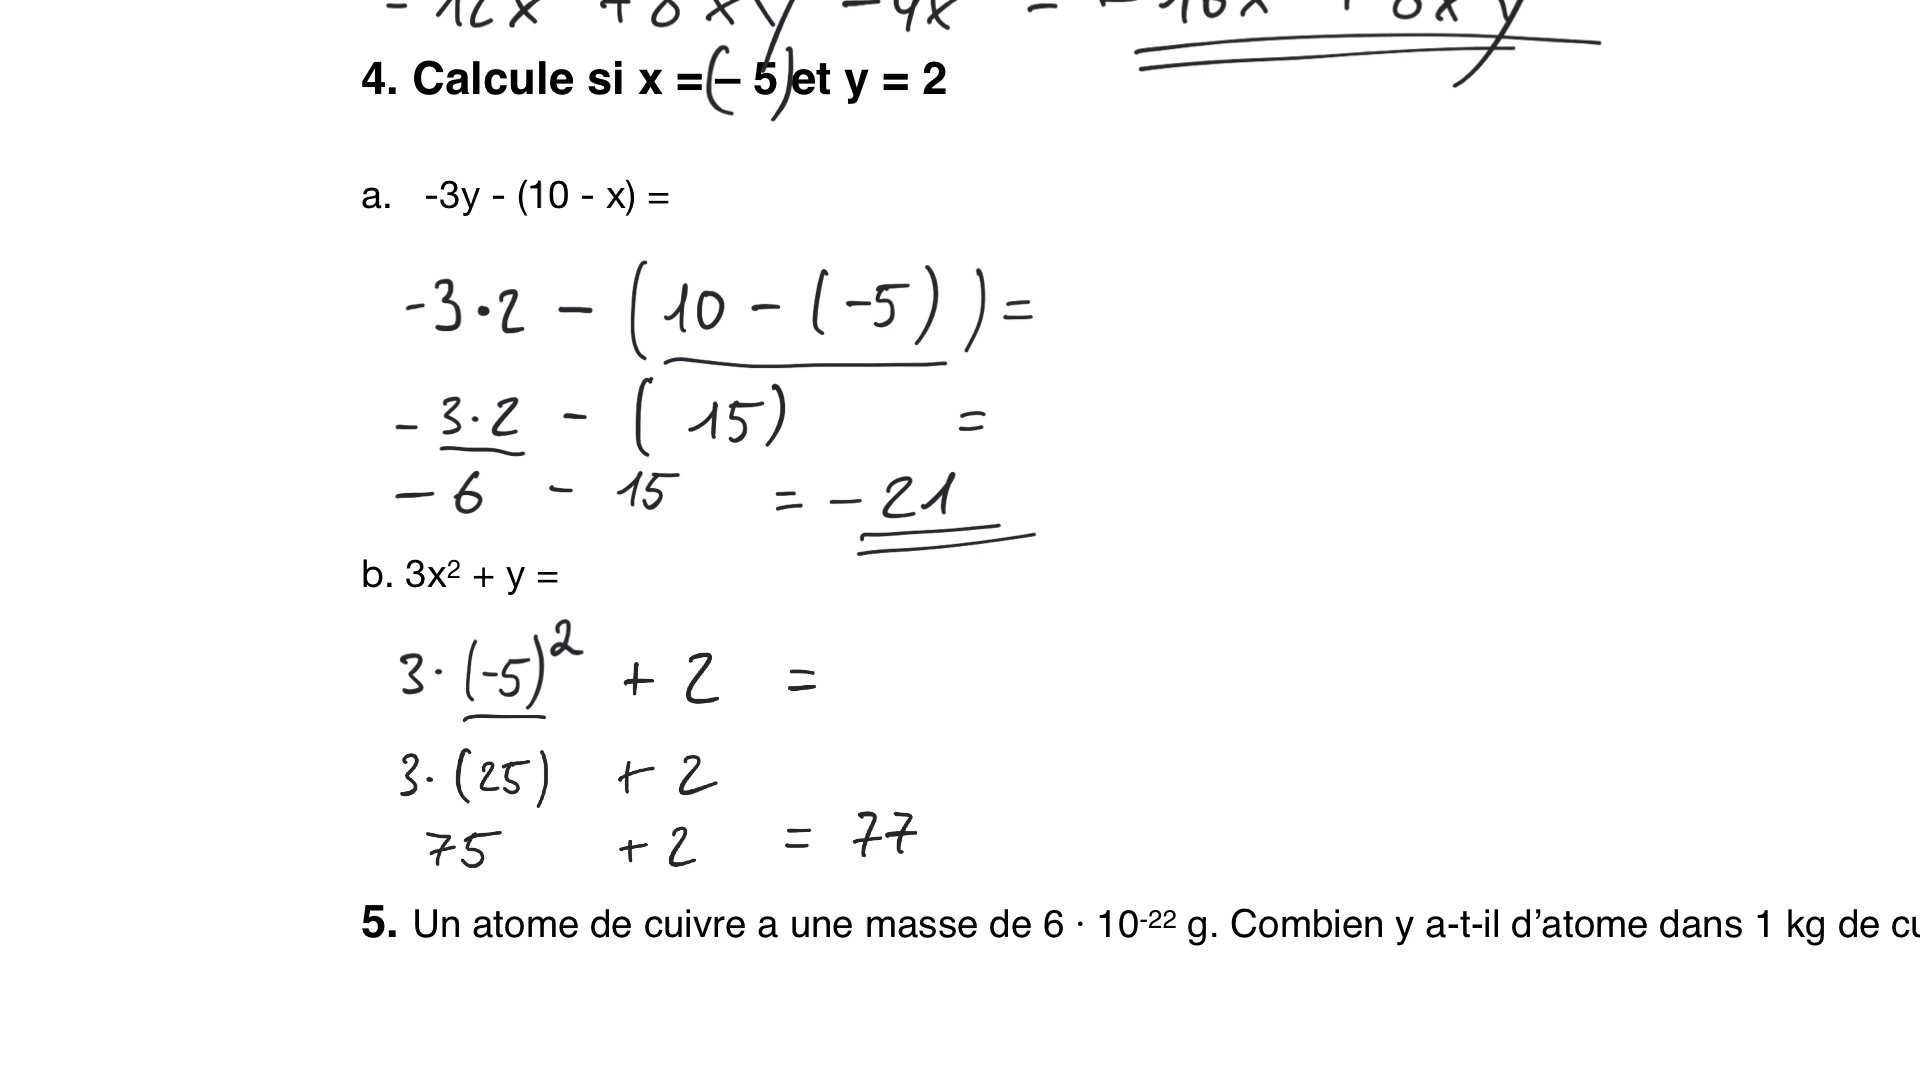 4. Calcule si x = (– 5) et y = 2
a. -3y - (10 - x) =
-3·2 - (10 - (-5)) =
- 3·2 - ( 15) =
- 6 - 15 = - 21
b. 3x² + y =
3· (-5)² + 2 =
3· (25) + 2
75 + 2 = 77
5. Un atome de cuivre a une masse de 6 · 10⁻²² g. Combien y a-t-il d’atome dans 1 kg de